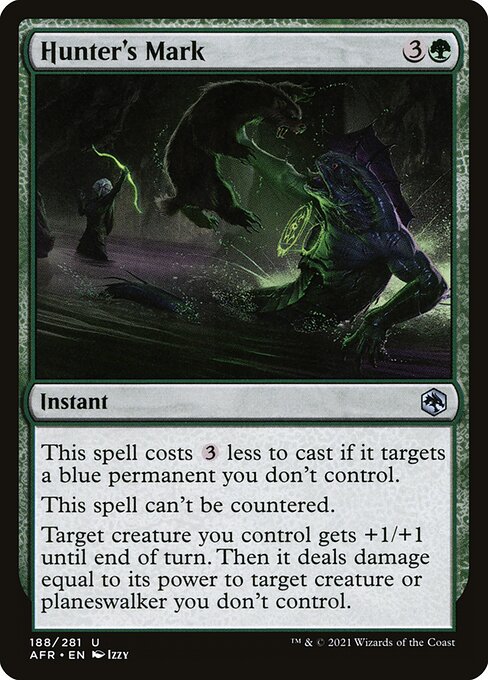 Hunter's Mark 3
Instant
This spell costs 3 less to cast if it targets
a blue permanent you don't control.
This spell can't be countered.
Target creature you control gets +1/+1
until end of turn. Then it deals damage
equal to its power to target creature or
planeswalker you don't control.
188/281 U
AFR • EN Izzy
™ & © 2021 Wizards of the Coast